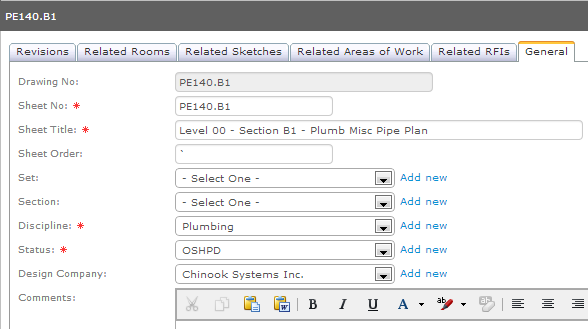 PE140.B1
Revisions Related Rooms Related Sketches Related Areas of Work Related RFIs General
Drawing No: PE140.B1
Sheet No: * PE140.B1
Sheet Title: * Level 00 - Section B1 - Plumb Misc Pipe Plan
Sheet Order: `
Set: - Select One - Add new
Section: - Select One - Add new
Discipline: * Plumbing Add new
Status: * OSHPD Add new
Design Company: Chinook Systems Inc. Add new
Comments: B I U A ab